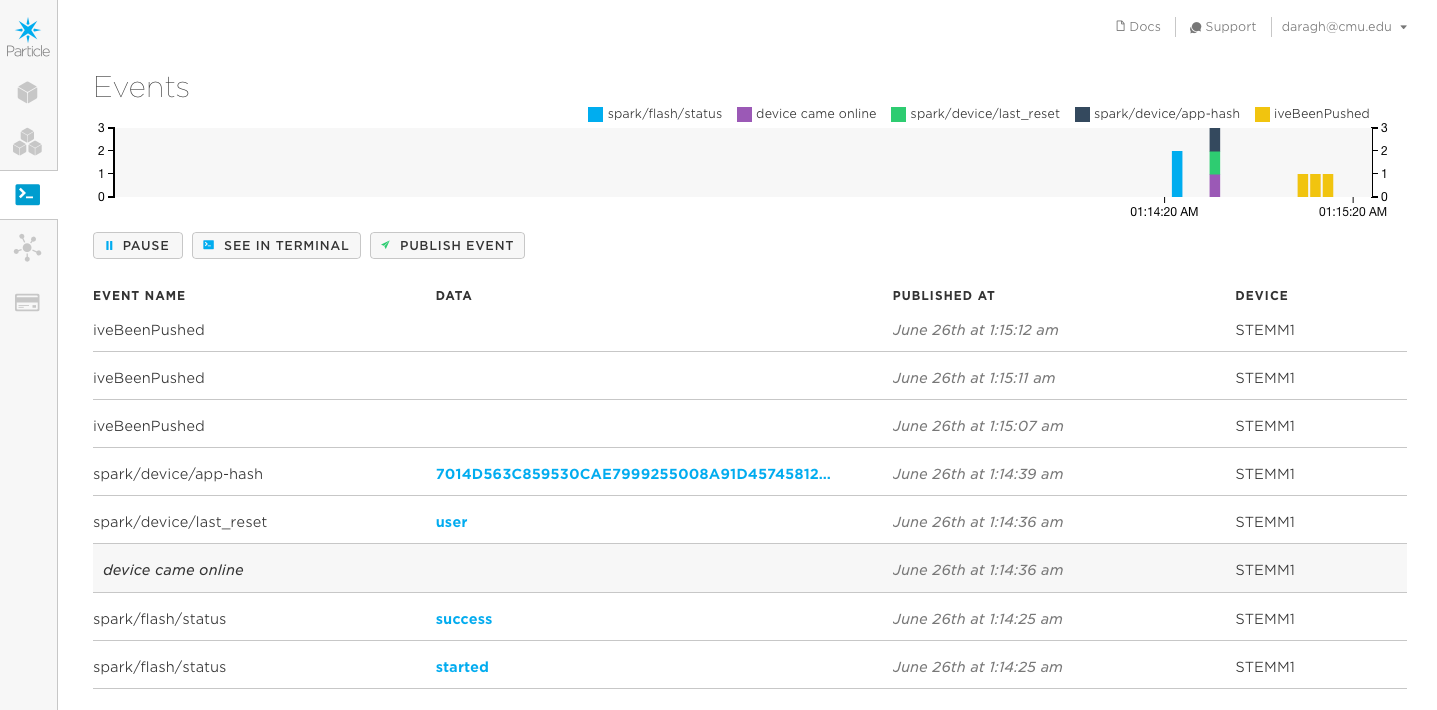 Particle
Docs Support daragh@cmu.edu
Events
spark/flash/status device came online spark/device/last_reset spark/device/app-hash iveBeenPushed
3 3
2 2
1 1
0 0
01:14:20 AM 01:15:20 AM
PAUSE SEE IN TERMINAL PUBLISH EVENT
EVENT NAME DATA PUBLISHED AT DEVICE
iveBeenPushed June 26th at 1:15:12 am STEMM1
iveBeenPushed June 26th at 1:15:11 am STEMM1
iveBeenPushed June 26th at 1:15:07 am STEMM1
spark/device/app-hash 7014D563C859530CAE7999255008A91D45745812... June 26th at 1:14:39 am STEMM1
spark/device/last_reset user June 26th at 1:14:36 am STEMM1
device came online June 26th at 1:14:36 am STEMM1
spark/flash/status success June 26th at 1:14:25 am STEMM1
spark/flash/status started June 26th at 1:14:25 am STEMM1